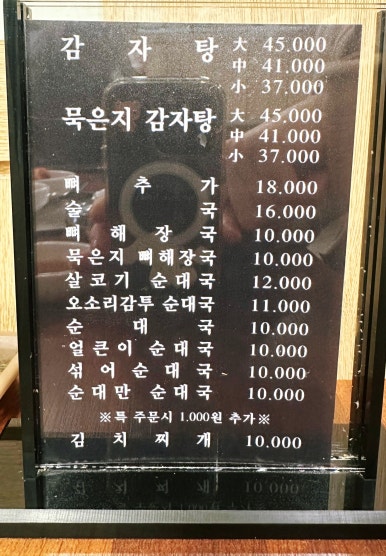 감 자 탕 大 45.000
中 41.000
小 37.000
묵은지 감자탕 大 45.000
中 41.000
小 37.000
뼈 추 가 18.000
술 국 16.000
뼈 해 장 국 10.000
묵은지 뼈해장국 10.000
살코기 순대국 12.000
오소리감투 순대국 11.000
순 대 국 10.000
얼큰이 순대국 10.000
섞어순대국 10.000
순대만 순대국 10.000
※특 주문시 1.000원 추가※
김 치 찌 개 10.000